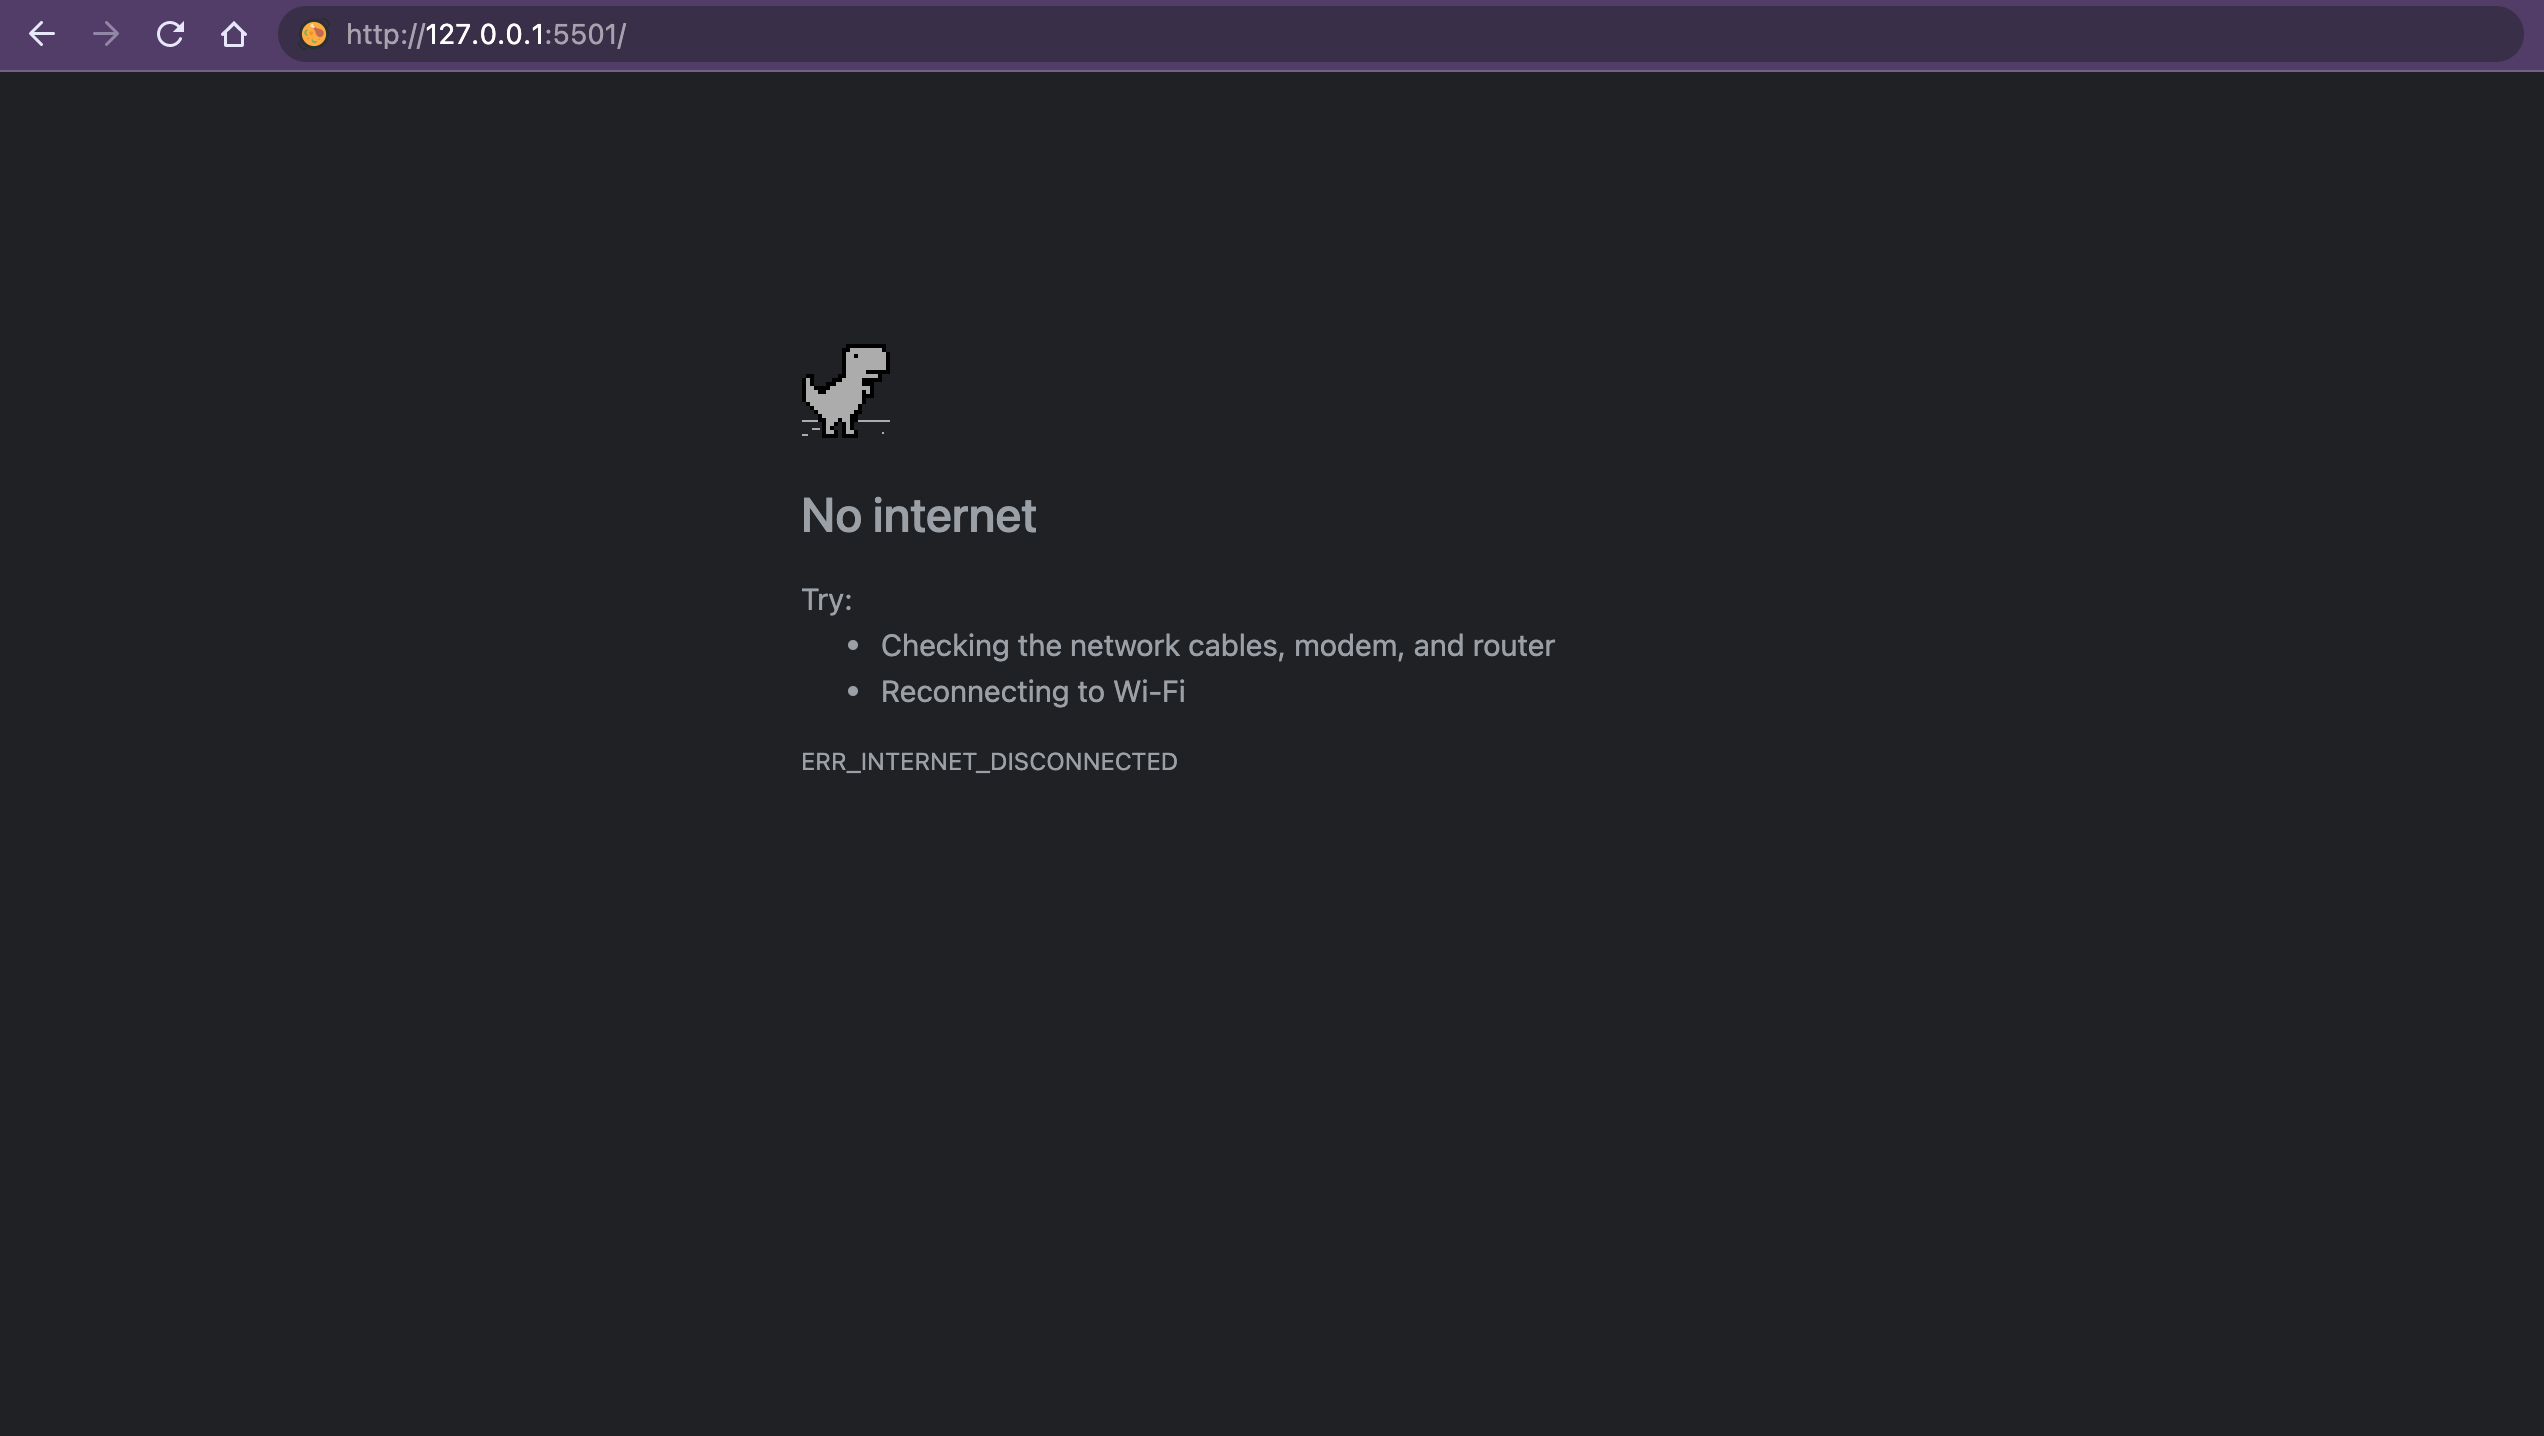 http://127.0.0.1:5501/
No internet
Try:
• Checking the network cables, modem, and router
• Reconnecting to Wi-Fi
ERR_INTERNET_DISCONNECTED